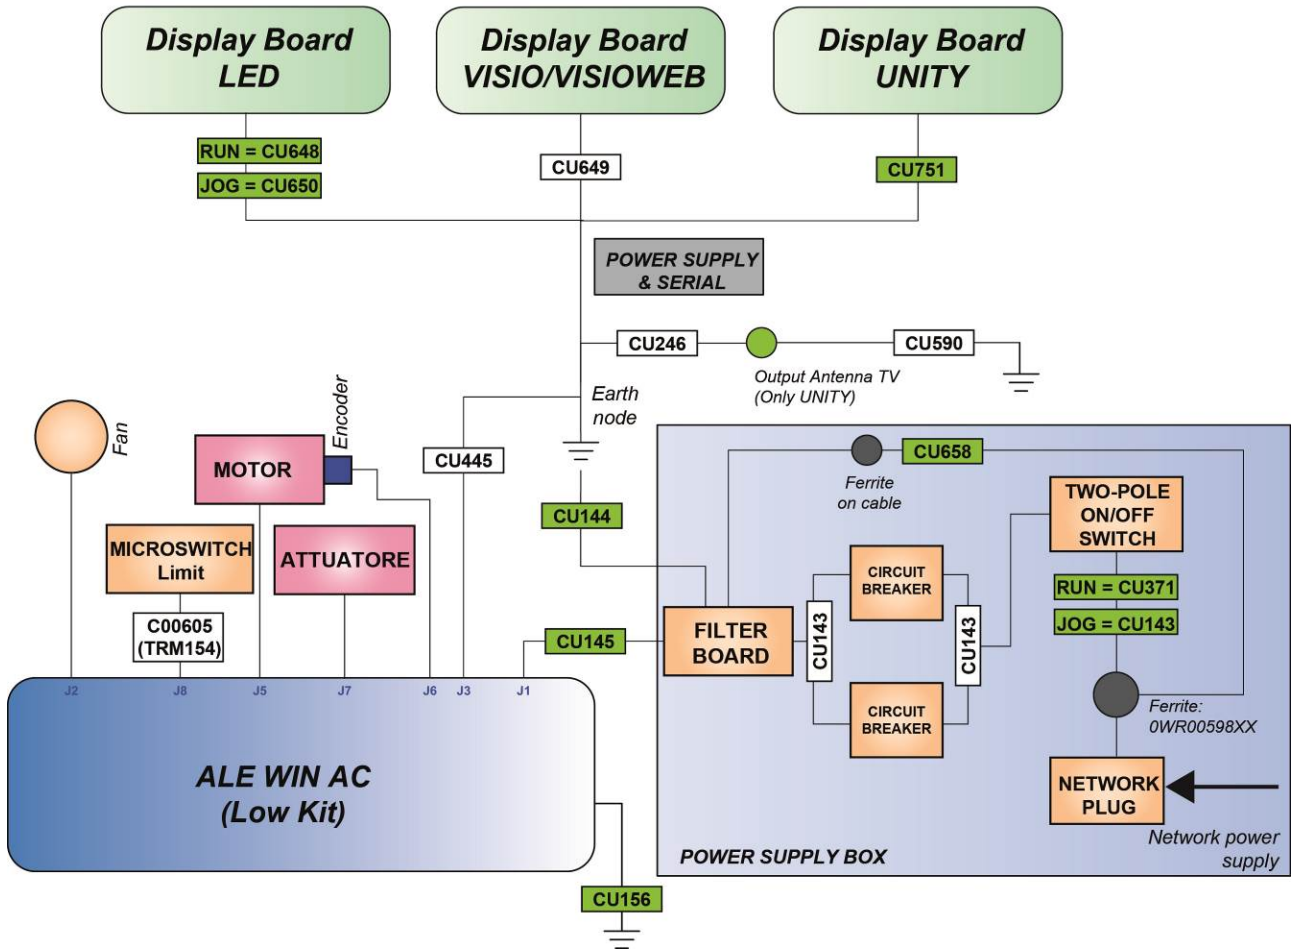 Display Board
LED
Display Board
VISIO/VISIOWEB
Display Board
UNITY
RUN = CU648
JOG = CU650
CU649
CU751
POWER SUPPLY
& SERIAL
CU246
CU590
Output Antenna TV
(Only UNITY)
Earth
node
Fan
MOTOR
Encoder
CU445
MICROSWITCH
Limit
ATTUATORE
C00605
(TRM154)
CU144
CU145
J2
J8
J5
J7
J6
J3
J1
ALE WIN AC
(Low Kit)
CU156
CU658
Ferrite
on cable
TWO-POLE
ON/OFF
SWITCH
CIRCUIT
BREAKER
RUN = CU371
JOG = CU143
FILTER
BOARD
CU143
CU143
CIRCUIT
BREAKER
Ferrite:
0WR00598XX
NETWORK
PLUG
Network power
supply
POWER SUPPLY BOX